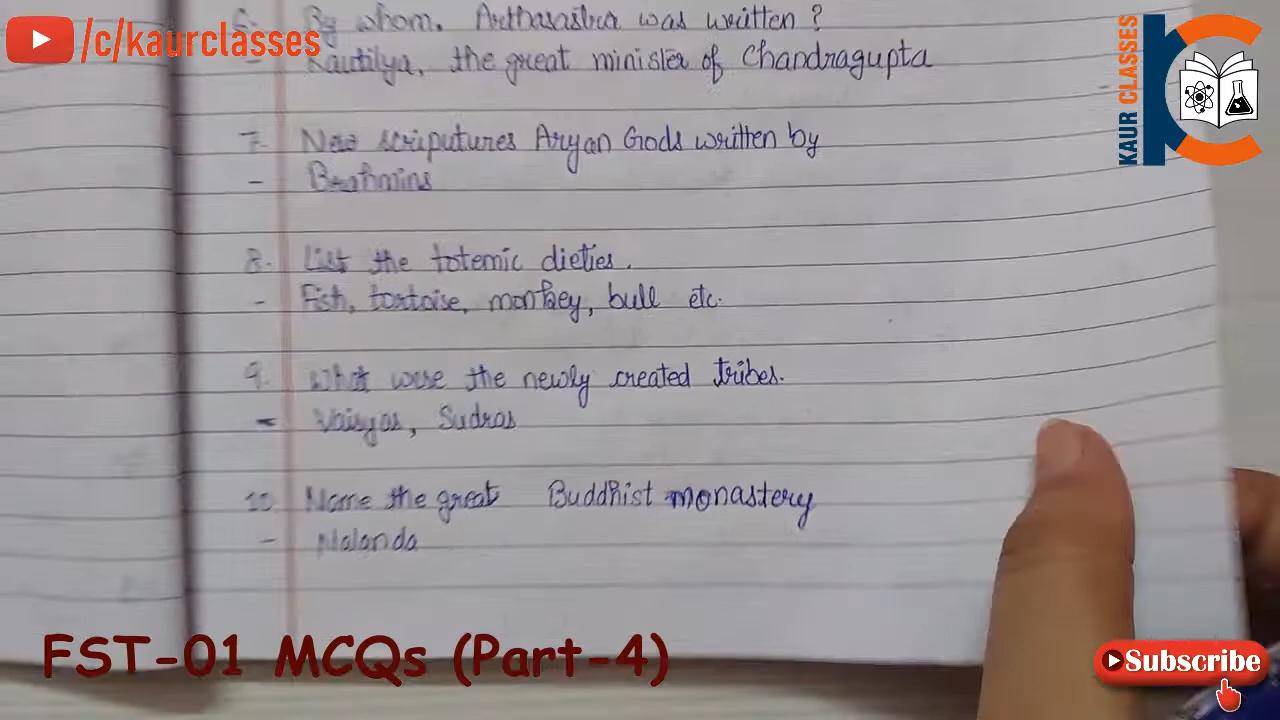 6. By whom. Arthasastra was written ?
/c/kaurclasses
- Kautilya, the great minister of Chandragupta
KAUR CLASSES
7. New scriputures Aryan Gods written by
- Brahmins
8. List the totemic dieties.
- Fish, tortoise, monkey, bull etc.
9. What were the newly created tribes.
- Vaisyas, Sudras
10. Name the great Buddhist monastery
- Nalanda
FST-01 MCQs (Part-4)
Subscribe